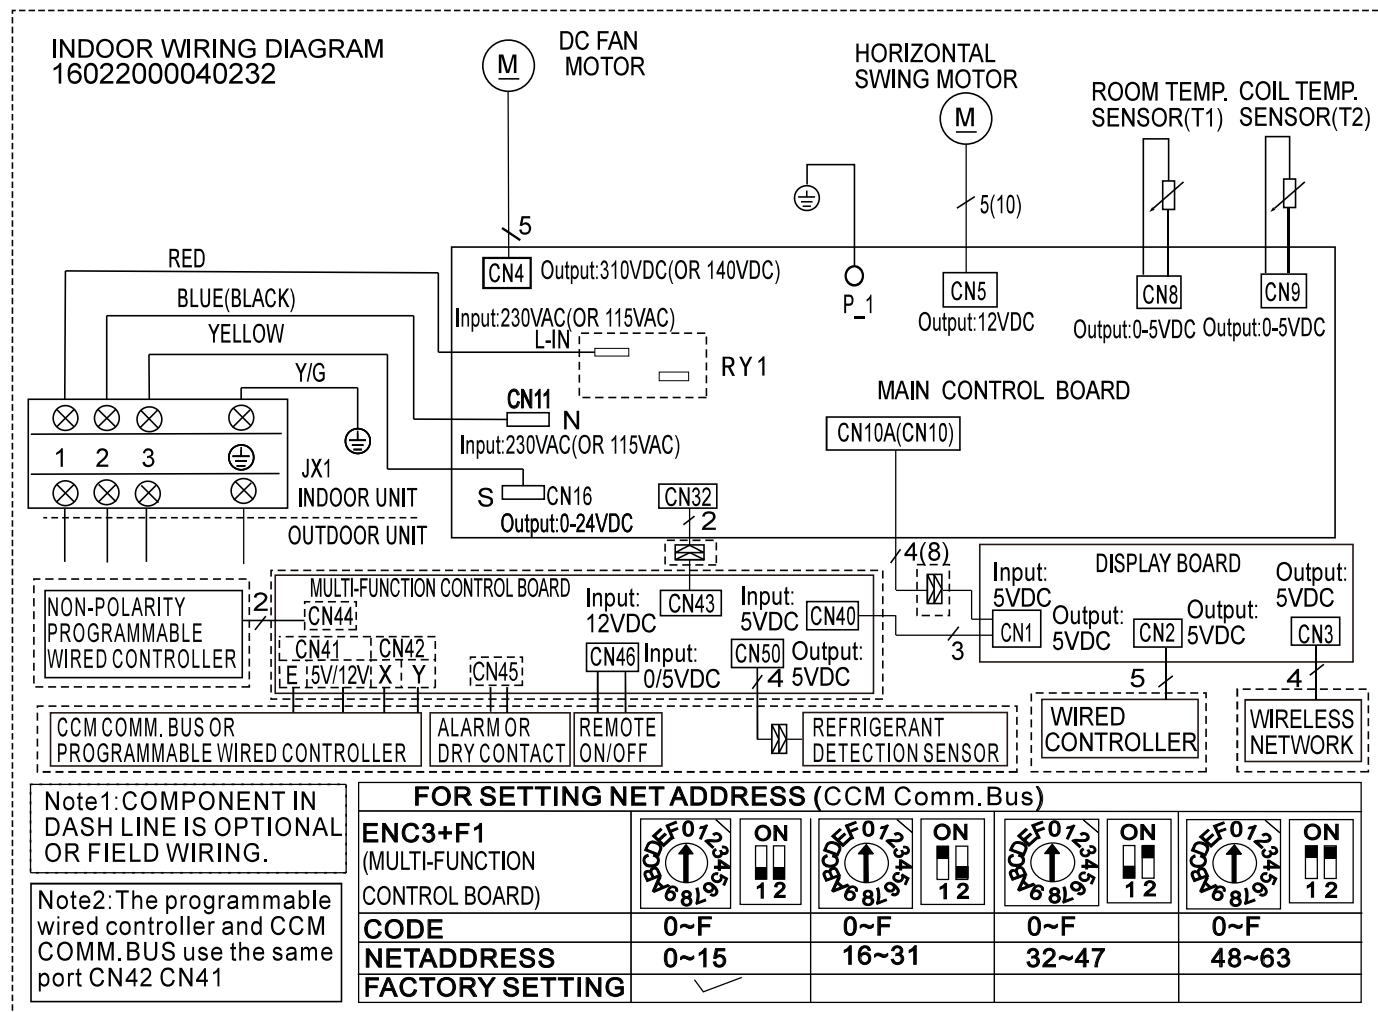 INDOOR WIRING DIAGRAM
16022000040232
DC FAN
MOTOR
M
HORIZONTAL
SWING MOTOR
M
ROOM TEMP.
SENSOR(T1)
COIL TEMP.
SENSOR(T2)
5
5(10)
RED
BLUE(BLACK)
YELLOW
Y/G
CN4 Output:310VDC(OR 140VDC)
P_1
CN5
Output:12VDC
CN8
Output:0-5VDC
CN9
Output:0-5VDC
Input:230VAC(OR 115VAC)
L-IN
RY1
CN11
N
Input:230VAC(OR 115VAC)
MAIN CONTROL BOARD
CN10A(CN10)
1 2 3
JX1
INDOOR UNIT
OUTDOOR UNIT
S CN16
Output:0-24VDC
CN32
2
4(8)
MULTI-FUNCTION CONTROL BOARD
NON-POLARITY
PROGRAMMABLE
WIRED CONTROLLER
2
CN44
CN41 CN42
E 5V/12V X Y
CN45
Input:
12VDC
CN43
CN46
Input:
0/5VDC
Input:
5VDC
CN40
CN50
Output:
5VDC
4
3
DISPLAY BOARD
Input:
5VDC
CN1
Output:
5VDC
CN2
Output:
5VDC
Output:
5VDC
CN3
5
4
CCM COMM. BUS OR
PROGRAMMABLE WIRED CONTROLLER
ALARM OR
DRY CONTACT
REMOTE
ON/OFF
REFRIGERANT
DETECTION SENSOR
WIRED
CONTROLLER
WIRELESS
NETWORK
Note1:COMPONENT IN
DASH LINE IS OPTIONAL
OR FIELD WIRING.
Note2:The programmable
wired controller and CCM
COMM.BUS use the same
port CN42 CN41
FOR SETTING NET ADDRESS (CCM Comm.Bus)
ENC3+F1
(MULTI-FUNCTION
CONTROL BOARD)
0123456789ABCDEF
ON
1 2
0123456789ABCDEF
ON
1 2
0123456789ABCDEF
ON
1 2
0123456789ABCDEF
ON
1 2
CODE 0~F 0~F 0~F 0~F
NETADDRESS 0~15 16~31 32~47 48~63
FACTORY SETTING